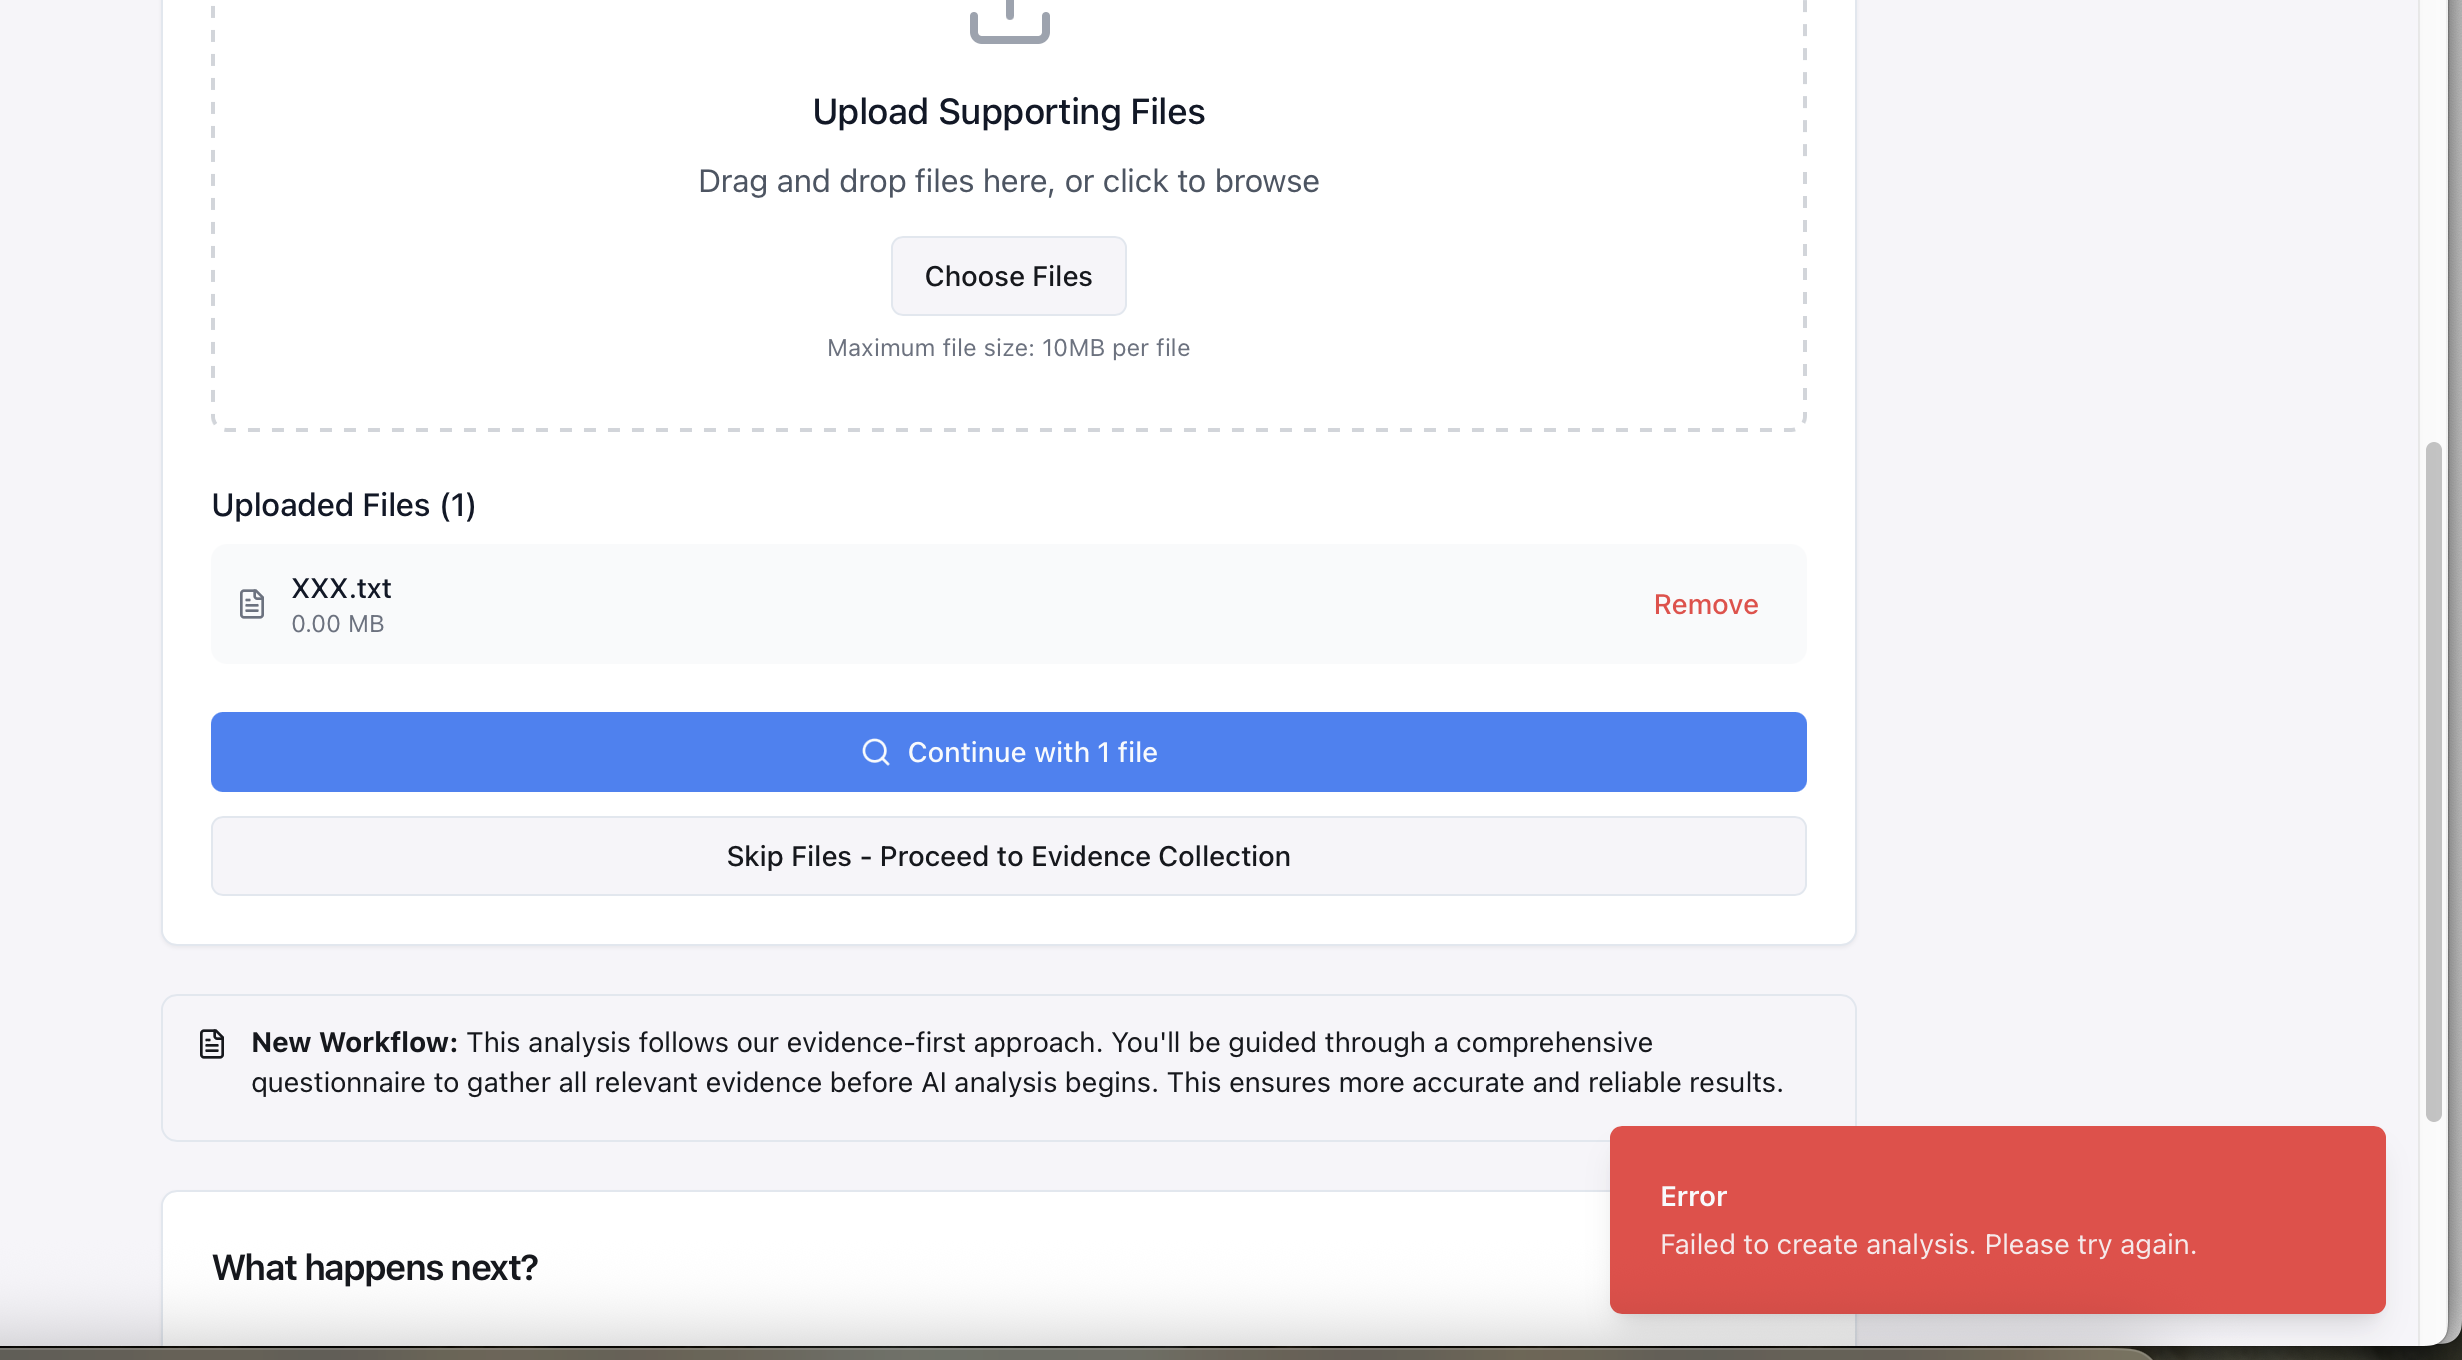 Upload Supporting Files
Drag and drop files here, or click to browse
Choose Files
Maximum file size: 10MB per file
Uploaded Files (1)
XXX.txt
0.00 MB
Remove
Continue with 1 file
Skip Files - Proceed to Evidence Collection
New Workflow: This analysis follows our evidence-first approach. You'll be guided through a comprehensive
questionnaire to gather all relevant evidence before AI analysis begins. This ensures more accurate and reliable results.
What happens next?
Error
Failed to create analysis. Please try again.